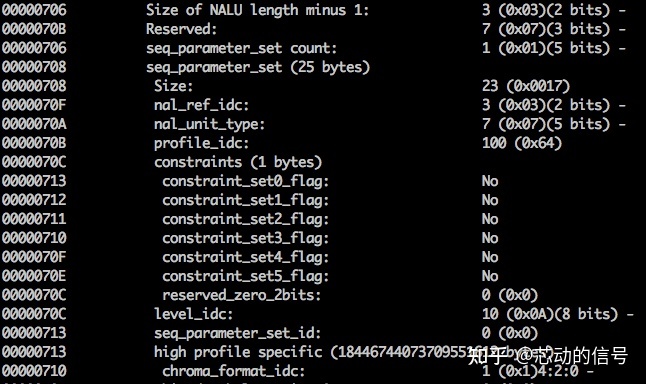 00000706 Size of NALU length minus 1: 3 (0x03)(2 bits) -
0000070B Reserved: 7 (0x07)(3 bits) -
00000706 seq_parameter_set count: 1 (0x01)(5 bits) -
00000708 seq_parameter_set (25 bytes)
00000708 Size: 23 (0x0017)
0000070F nal_ref_idc: 3 (0x03)(2 bits) -
0000070A nal_unit_type: 7 (0x07)(5 bits) -
0000070B profile_idc: 100 (0x64)
0000070C constraints (1 bytes)
00000713 constraint_set0_flag: No
00000712 constraint_set1_flag: No
00000711 constraint_set2_flag: No
00000710 constraint_set3_flag: No
0000070F constraint_set4_flag: No
0000070E constraint_set5_flag: No
0000070C reserved_zero_2bits: 0 (0x0)
0000070C level_idc: 10 (0x0A)(8 bits) -
00000713 seq_parameter_set_id: 0 (0x0)
00000713 high profile specific
知乎 @芯动的信号
00000710 chroma_format_idc: 1 (0x1)4:2:0 -